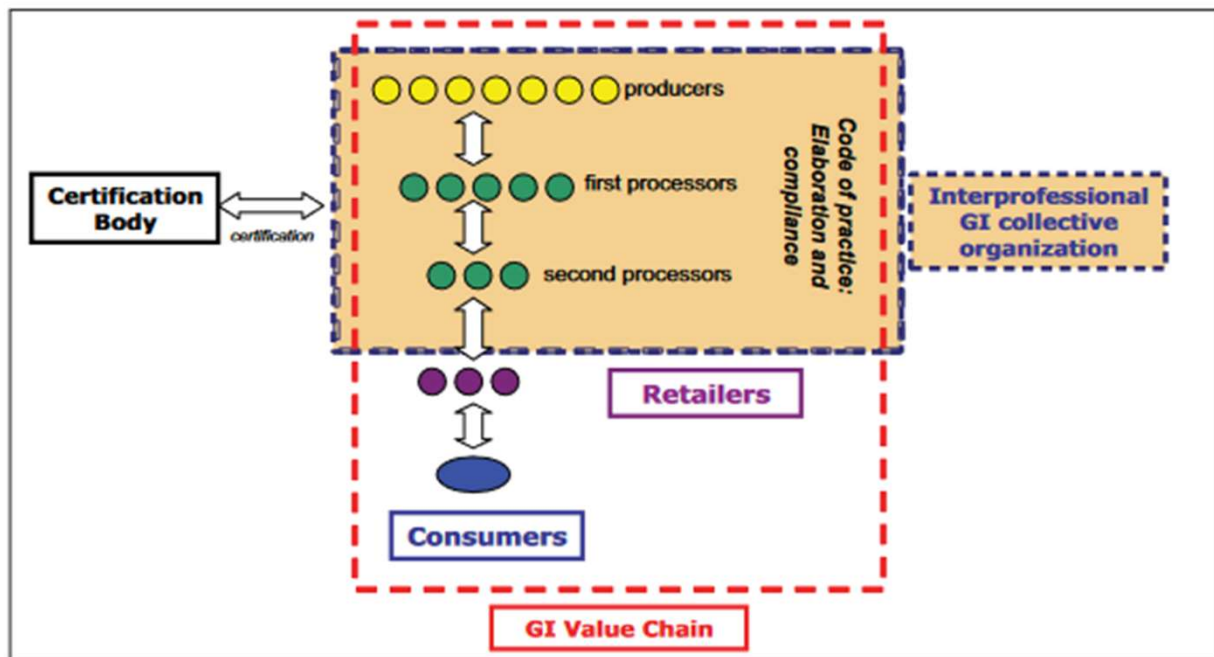 producers
first processors
second processors
Code of practice:
Elaboration and
compliance
Certification
Body
certification
Interprofessional
GI collective
organization
Retailers
Consumers
GI Value Chain